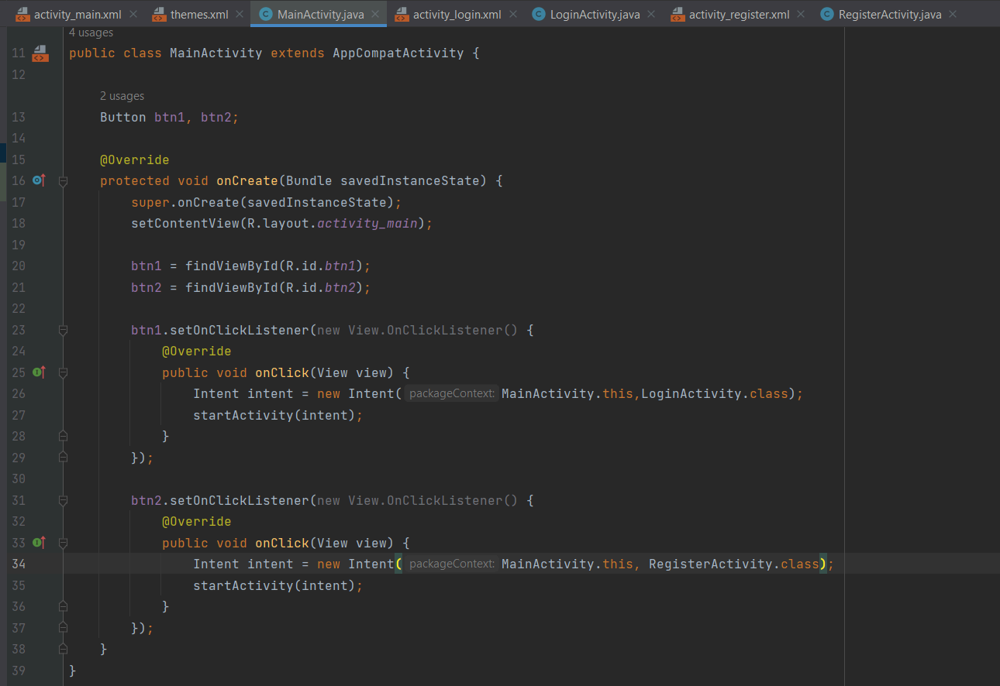 activity_main.xml themes.xml MainActivity.java activity_login.xml LoginActivity.java activity_register.xml RegisterActivity.java
4 usages
11 public class MainActivity extends AppCompatActivity {
12
2 usages
13 Button btn1, btn2;
14
15 @Override
16 protected void onCreate(Bundle savedInstanceState) {
17 super.onCreate(savedInstanceState);
18 setContentView(R.layout.activity_main);
19
20 btn1 = findViewById(R.id.btn1);
21 btn2 = findViewById(R.id.btn2);
22
23 btn1.setOnClickListener(new View.OnClickListener() {
24 @Override
25 public void onClick(View view) {
26 Intent intent = new Intent( packageContext: MainActivity.this,LoginActivity.class);
27 startActivity(intent);
28 }
29 });
30
31 btn2.setOnClickListener(new View.OnClickListener() {
32 @Override
33 public void onClick(View view) {
34 Intent intent = new Intent( packageContext: MainActivity.this, RegisterActivity.class);
35 startActivity(intent);
36 }
37 });
38 }
39 }